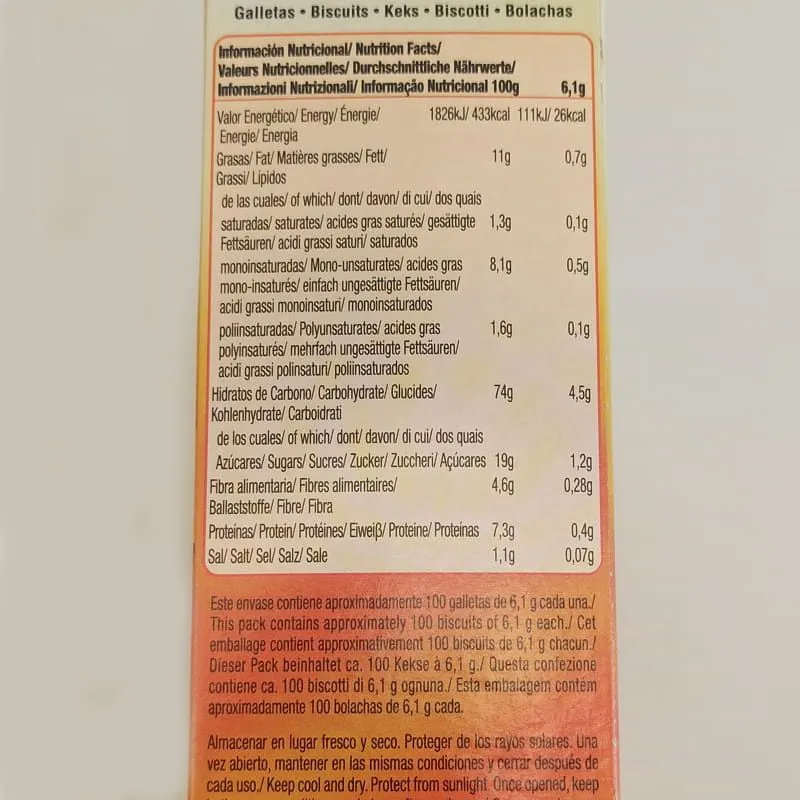 Galletas • Biscuits • Keks • Biscotti • Bolachas
Información Nutricional/ Nutrition Facts/
Valeurs Nutricionnelles/ Durchschnittliche Nährwerte/
Informazioni Nutrizionali/ Informação Nutricional 100g 6,1g
Valor Energético/ Energy/ Énergie/ 1826kJ/ 433kcal 111kJ/ 26kcal
Energie/ Energia
Grasas/ Fat/ Matières grasses/ Fett/ 11g 0,7g
Grassi/ Lipidos
de las cuales/ of which/ dont/ davon/ di cui/ dos quais
saturadas/ saturates/ acides gras saturés/ gesättigte 1,3g 0,1g
Fettsäuren/ acidi grassi saturi/ saturados
monoinsaturadas/ Mono-unsaturates/ acides gras 8,1g 0,5g
mono-insaturés/ einfach ungesättigte Fettsäuren/
acidi grassi monoinsaturi/ monoinsaturados
poliinsaturadas/ Polyunsaturates/ acides gras 1,6g 0,1g
polyinsaturés/ mehrfach ungesättigte Fettsäuren/
acidi grassi polinsaturi/ poliinsaturados
Hidratos de Carbono/ Carbohydrate/ Glucides/ 74g 4,5g
Kohlenhydrate/ Carboidrati
de los cuales/ of which/ dont/ davon/ di cui/ dos quais
Azúcares/ Sugars/ Sucres/ Zucker/ Zuccheri/ Açúcares 19g 1,2g
Fibra alimentaria/ Fibres alimentaires/ 4,6g 0,28g
Ballaststoffe/ Fibre/ Fibra
Proteínas/ Protein/ Protéines/ Eiweiβ/ Proteine/ Proteínas 7,3g 0,4g
Sal/ Salt/ Sel/ Salz/ Sale 1,1g 0,07g
Este envase contiene aproximadamente 100 galletas de 6,1 g cada una./
This pack contains approximately 100 biscuits of 6,1 g each./ Cet
emballage contient approximativement 100 biscuits de 6,1 g chacun./
Dieser Pack beinhaltet ca. 100 Kekse à 6,1 g./ Questa confezione
contiene ca. 100 biscotti di 6,1 g ognuna./ Esta embalagem contém
aproximadamente 100 bolachas de 6,1 g cada.
Almacenar en lugar fresco y seco. Proteger de los rayos solares. Una
vez abierto, mantener en las mismas condiciones y cerrar después de
cada uso./ Keep cool and dry. Protect from sunlight. Once opened, keep